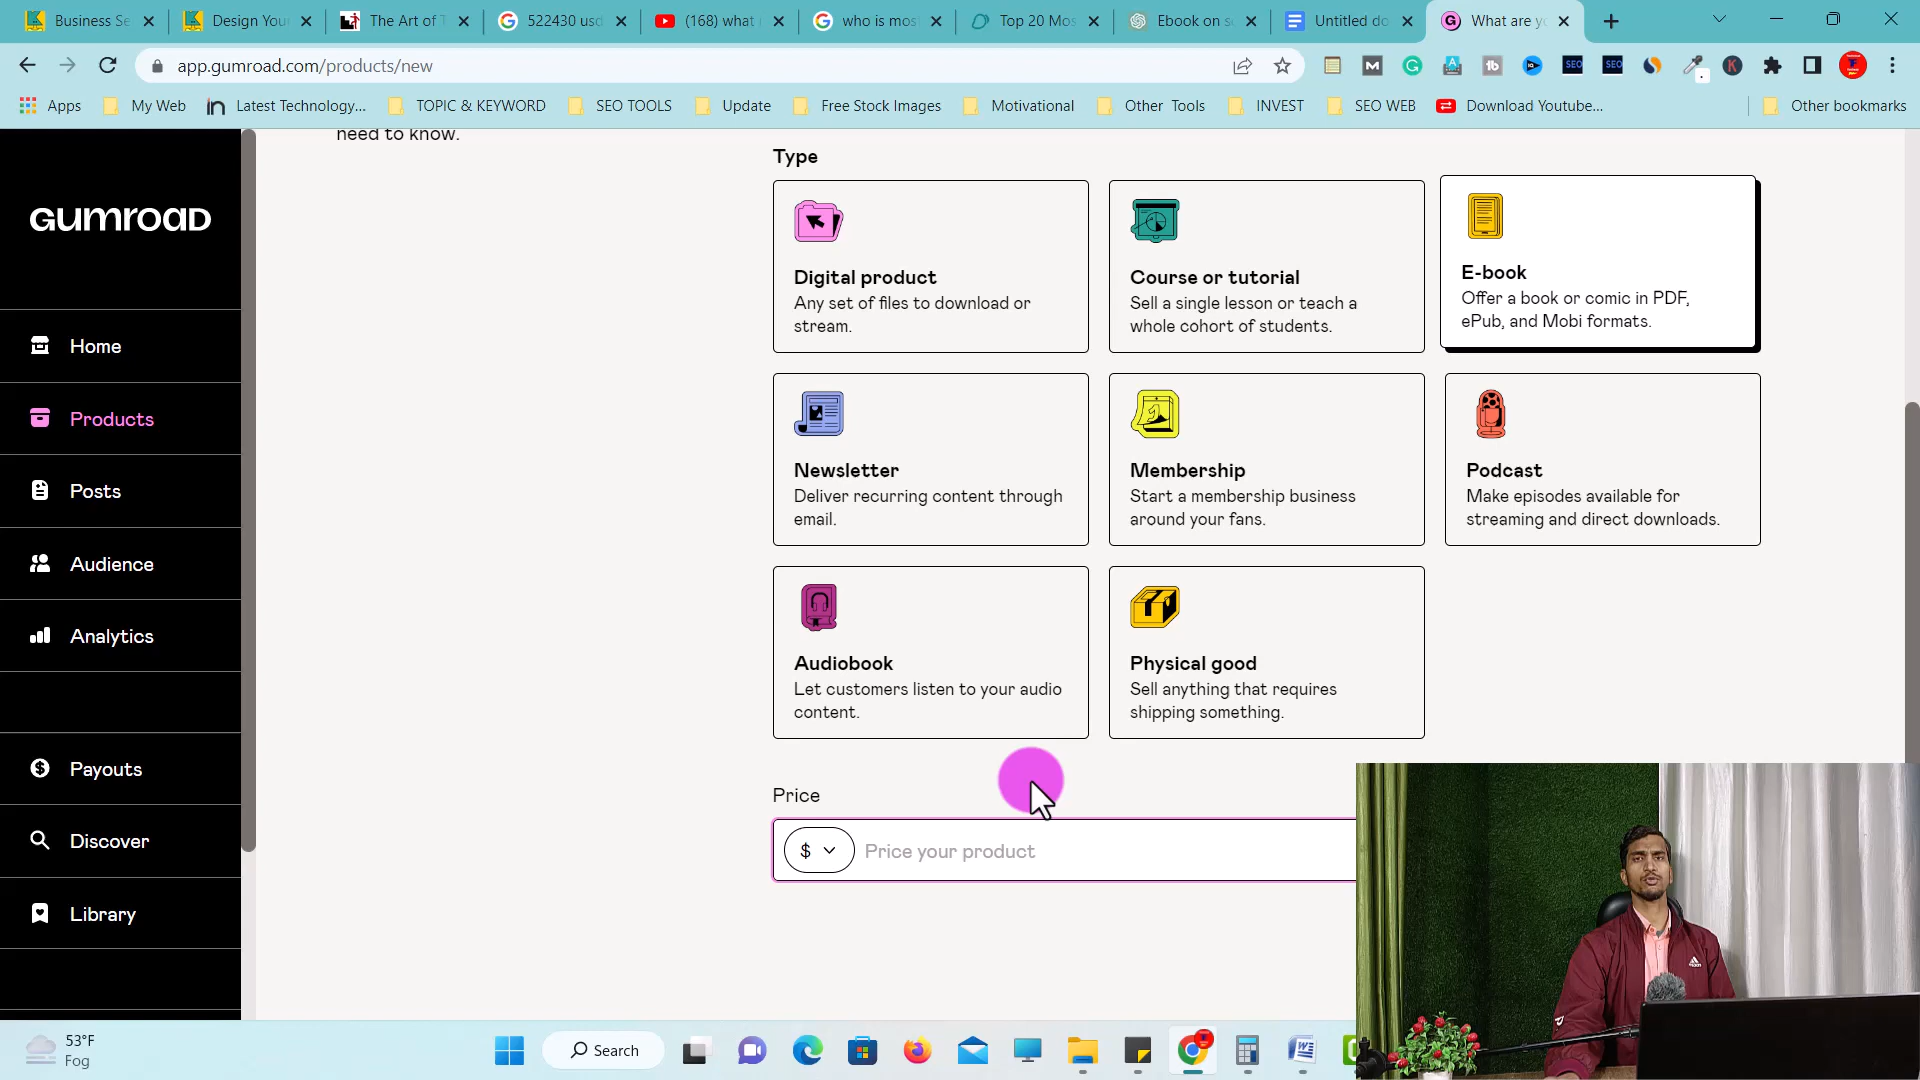 Business Se
Design You
The Art of T
522430 usd
(168) what
who is mos
Top 20 Mos
Ebook on s
Untitled do
What are y
app.gumroad.com/products/new
Apps
My Web
Latest Technology...
TOPIC & KEYWORD
SEO TOOLS
Update
Free Stock Images
Motivational
Other Tools
INVEST
SEO WEB
Download Youtube...
Other bookmarks
need to know.
GUMROAD
Home
Products
Posts
Audience
Analytics
Payouts
Discover
Library
Type
Digital product
Any set of files to download or
stream.
Course or tutorial
Sell a single lesson or teach a
whole cohort of students.
E-book
Offer a book or comic in PDF,
ePub, and Mobi formats.
Newsletter
Deliver recurring content through
email.
Membership
Start a membership business
around your fans.
Podcast
Make episodes available for
streaming and direct downloads.
Audiobook
Let customers listen to your audio
content.
Physical good
Sell anything that requires
shipping something.
Price
$
Price your product
53°F
Fog
Search